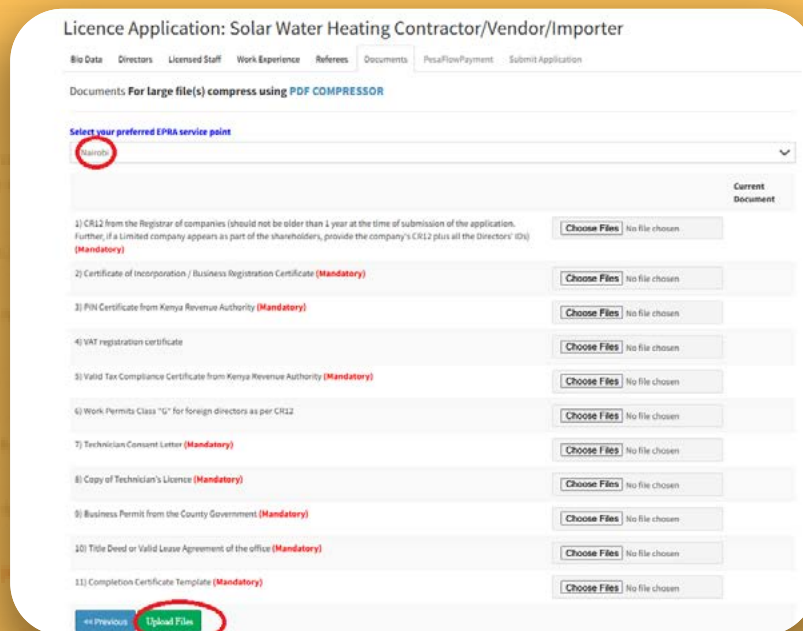 Licence Application: Solar Water Heating Contractor/Vendor/Importer
Bio Data Directors Licensed Staff Work Experience Referees Documents PesaFlowPayment Submit Application
Documents For large file(s) compress using PDF COMPRESSOR
Select your preferred EPRA service point
Nairobi
Current
Document
1) CR12 from the Registrar of companies (should not be older than 1 year at the time of submission of the application.
Further, if a Limited company appears as part of the shareholders, provide the company's CR12 plus all the Directors' IDs)
(Mandatory)
Choose Files No file chosen
2) Certificate of Incorporation / Business Registration Certificate (Mandatory)
Choose Files No file chosen
3) PIN Certificate from Kenya Revenue Authority (Mandatory)
Choose Files No file chosen
4) VAT registration certificate
Choose Files No file chosen
5) Valid Tax Compliance Certificate from Kenya Revenue Authority (Mandatory)
Choose Files No file chosen
6) Work Permits Class "G" for foreign directors as per CR12
Choose Files No file chosen
7) Technician Consent Letter (Mandatory)
Choose Files No file chosen
8) Copy of Technician's Licence (Mandatory)
Choose Files No file chosen
9) Business Permit from the County Government (Mandatory)
Choose Files No file chosen
10) Title Deed or Valid Lease Agreement of the office (Mandatory)
Choose Files No file chosen
11) Completion Certificate Template (Mandatory)
Choose Files No file chosen
<< Previous Upload Files